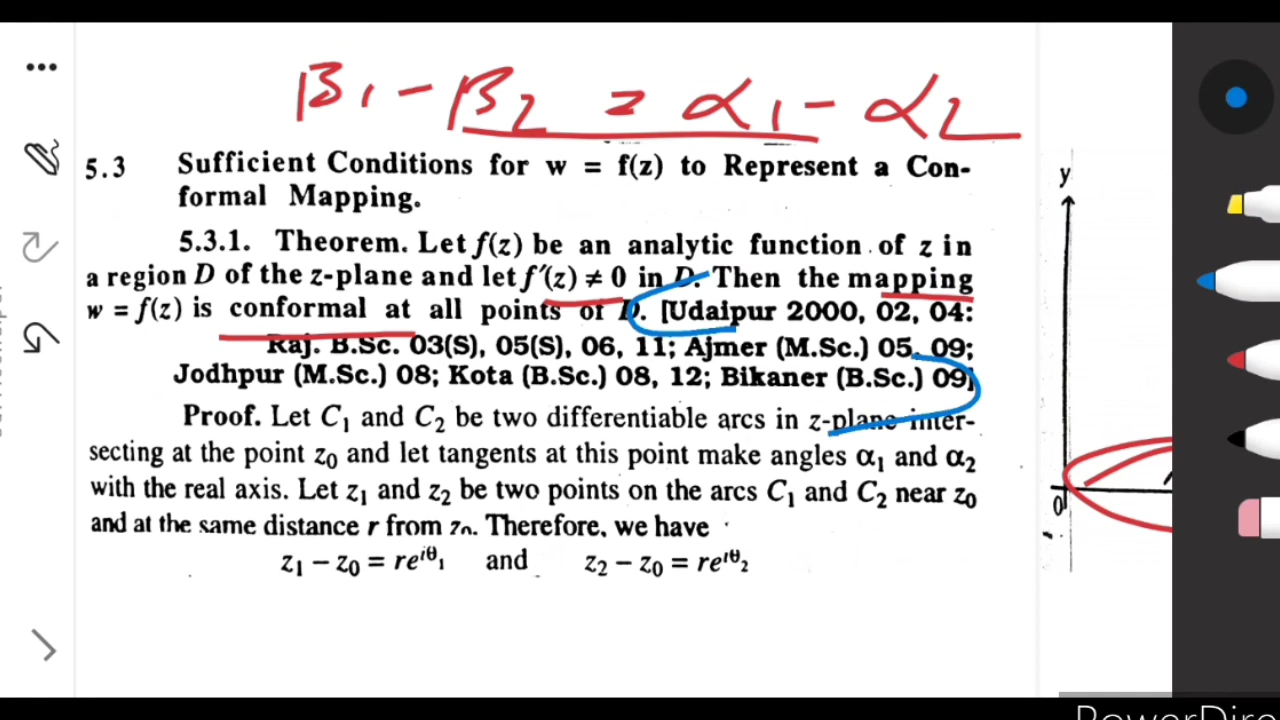 β₁ - β₂ = α₁ - α₂
5.3 Sufficient Conditions for w = f(z) to Represent a Con-
formal Mapping.
5.3.1. Theorem. Let f(z) be an analytic function of z in
a region D of the z-plane and let f′(z) ≠ 0 in D. Then the mapping
w = f(z) is conformal at all points of D. [Udaipur 2000, 02, 04:
Raj. B.Sc. 03(S), 05(S), 06, 11; Ajmer (M.Sc.) 05, 09;
Jodhpur (M.Sc.) 08; Kota (B.Sc.) 08, 12; Bikaner (B.Sc.) 09]
Proof. Let C₁ and C₂ be two differentiable arcs in z-plane inter-
secting at the point z₀ and let tangents at this point make angles α₁ and α₂
with the real axis. Let z₁ and z₂ be two points on the arcs C₁ and C₂ near z₀
and at the same distance r from z₀. Therefore, we have
z₁ − z₀ = re^{iθ₁} and z₂ − z₀ = re^{iθ₂}
y
0